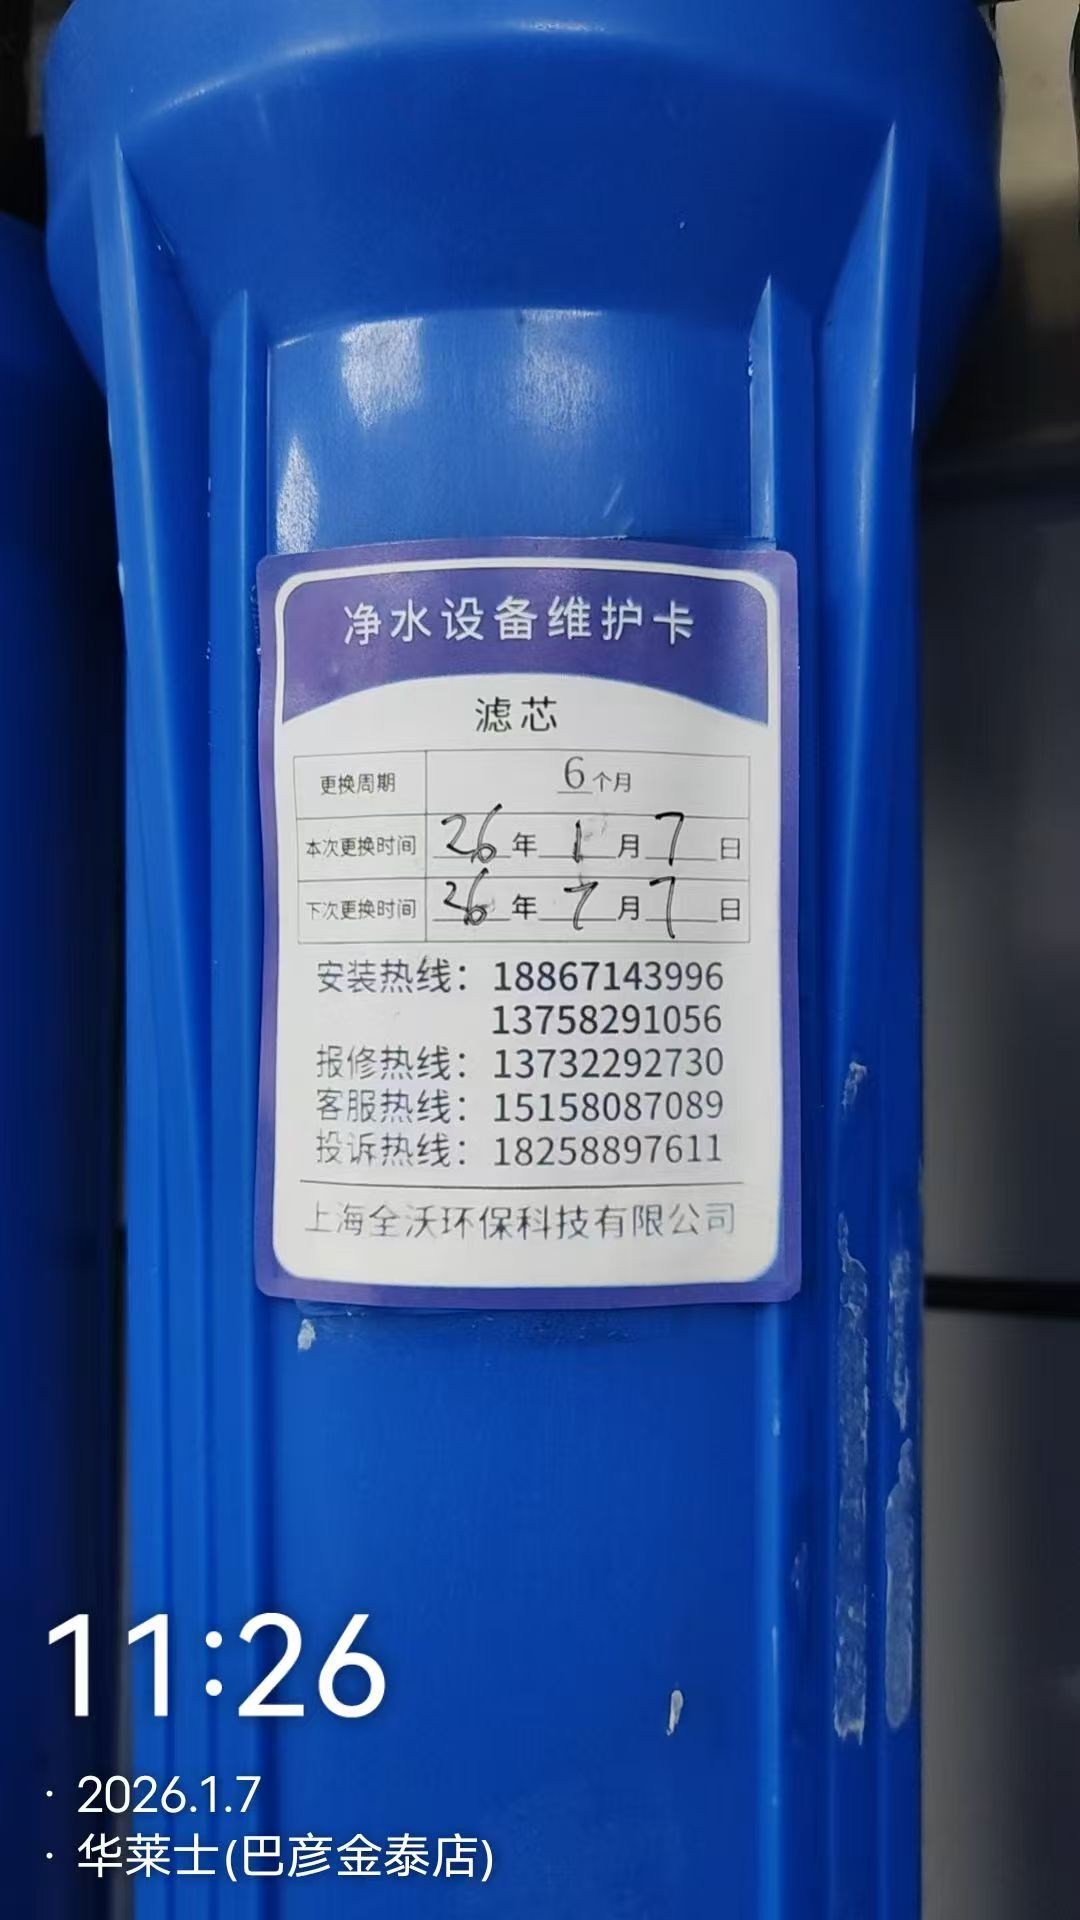 净水设备维护卡
滤芯
更换周期 6个月
本次更换时间 26年1月7日
下次更换时间 26年7月7日
安装热线：18867143996
13758291056
报修热线：13732292730
客服热线：15158087089
投诉热线：18258897611
上海全沃环保科技有限公司
11:26
· 2026.1.7
· 华莱士(巴彦金泰店)